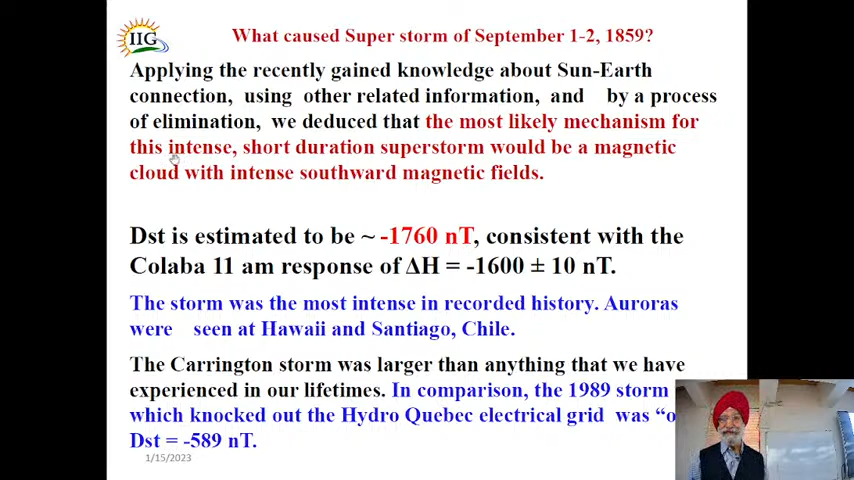 IIG
What caused Super storm of September 1-2, 1859?
Applying the recently gained knowledge about Sun-Earth
connection, using other related information, and by a process
of elimination, we deduced that the most likely mechanism for
this intense, short duration superstorm would be a magnetic
cloud with intense southward magnetic fields.
Dst is estimated to be ~ -1760 nT, consistent with the
Colaba 11 am response of ΔH = -1600 ± 10 nT.
The storm was the most intense in recorded history. Auroras
were seen at Hawaii and Santiago, Chile.
The Carrington storm was larger than anything that we have
experienced in our lifetimes. In comparison, the 1989 storm
which knocked out the Hydro Quebec electrical grid was
Dst = -589 nT.
1/15/2023